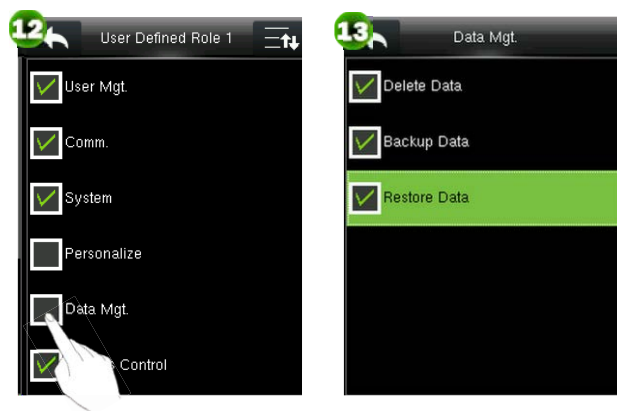 12
User Defined Role 1
User Mgt.
Comm.
System
Personalize
Data Mgt.
Control
13
Data Mgt.
Delete Data
Backup Data
Restore Data